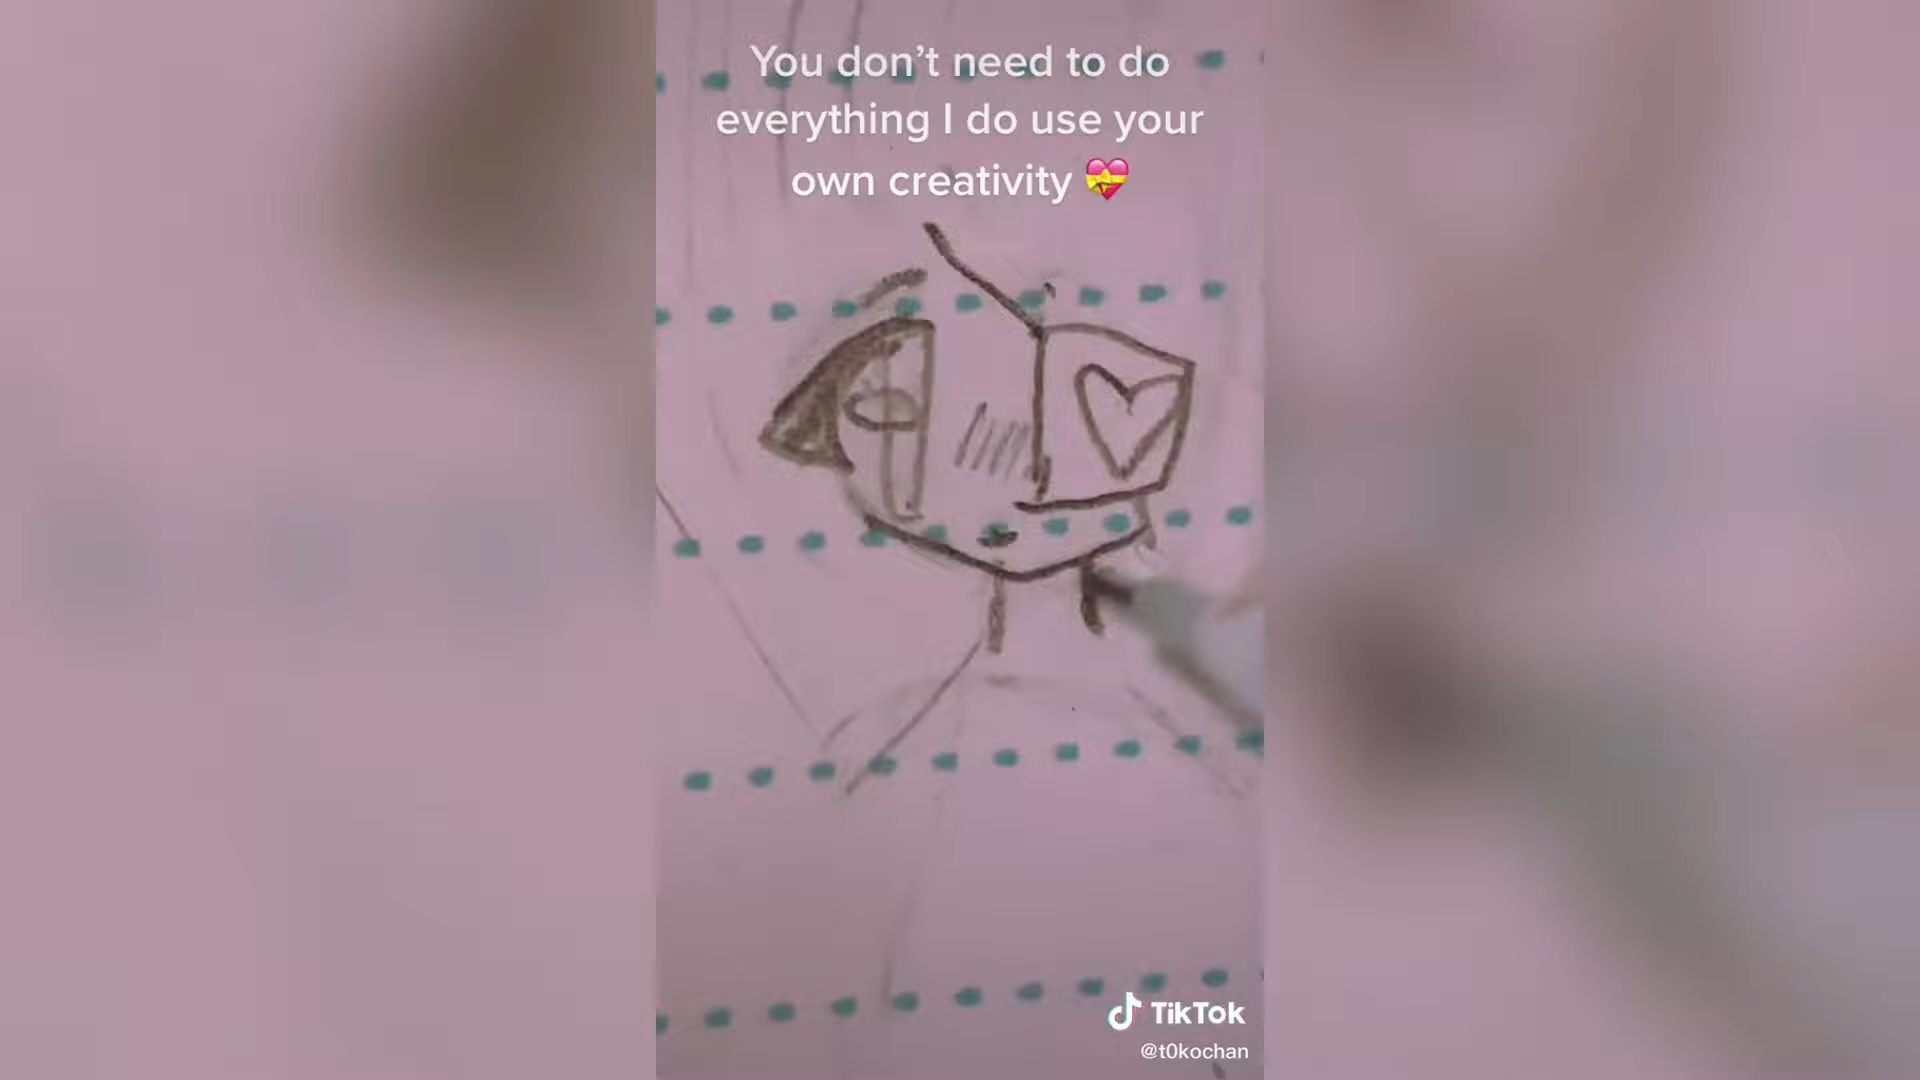 You don’t need to do
everything I do use your
own creativity 💝
TikTok
@t0kochan